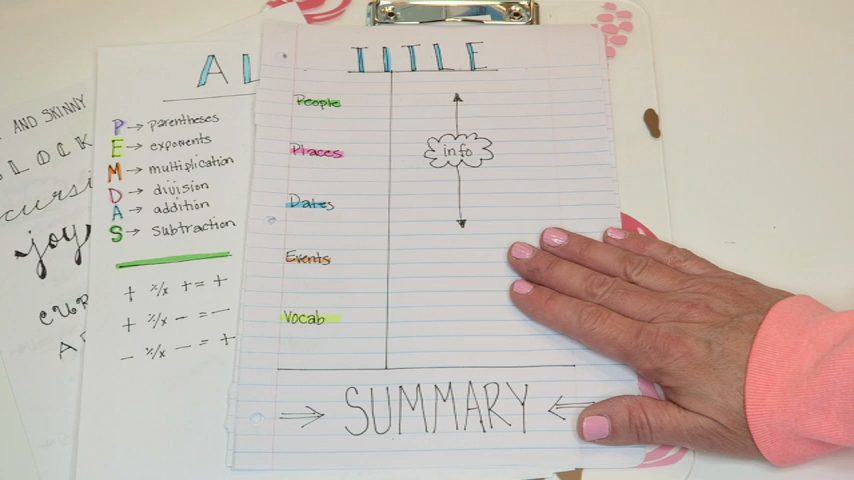 TITLE
People
Places
Dates
Events
Vocab
info
SUMMARY
AL
P → parentheses
E → exponents
M → multiplication
D → division
A → addition
S → subtraction
+ %/x + = +
+ %/x - = -
- %/x - = +
AND SKINNY
LOCK
cursi
joy